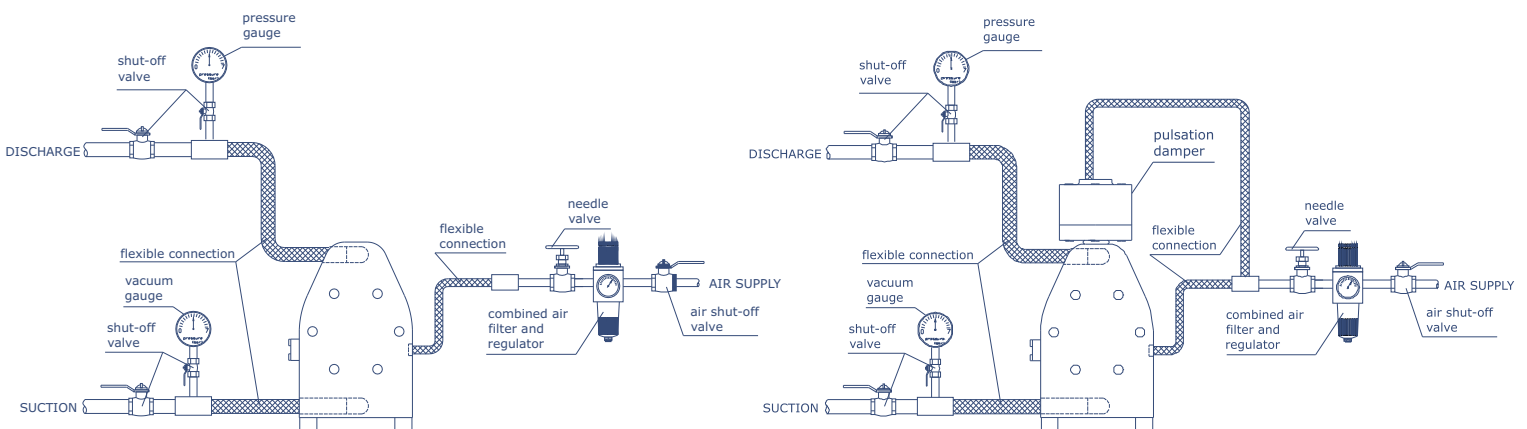 pressure
gauge
shut-off
valve
DISCHARGE
needle
valve
flexible
connection
flexible connection
vacuum
gauge
AIR SUPPLY
combined air
filter and
regulator
air shut-off
valve
shut-off
valve
SUCTION
pressure
gauge
shut-off
valve
pulsation
damper
DISCHARGE
needle
valve
flexible
connection
flexible connection
vacuum
gauge
AIR SUPPLY
combined air
filter and
regulator
air shut-off
valve
shut-off
valve
SUCTION